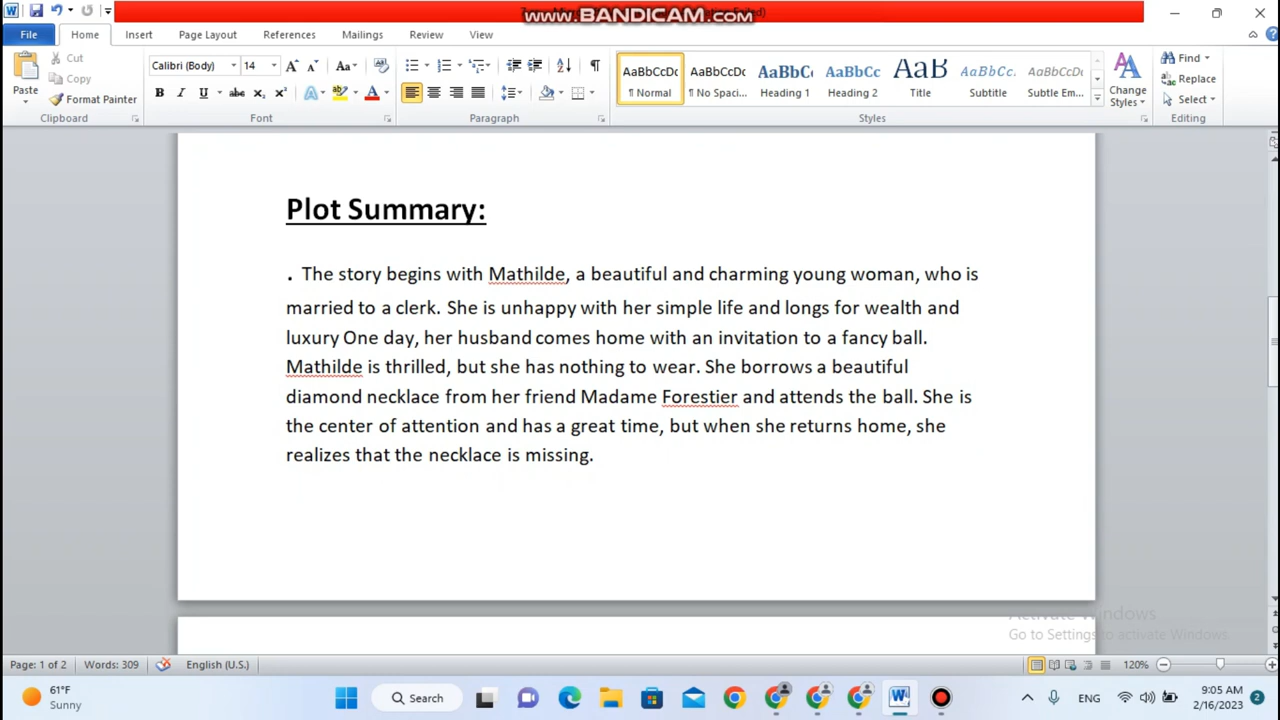 www.BANDICAM.com
File Home Insert Page Layout References Mailings Review View
Cut
Copy
Format Painter
Paste
Calibri (Body) 14
Clipboard Font Paragraph Styles Editing
AaBbCcDc AaBbCcDc AaBbC AaBbCc AaB AaBbCc. AaBbCcDc
¶ Normal ¶ No Spaci... Heading 1 Heading 2 Title Subtitle Subtle Em...
Change Styles
Find
Replace
Select
Plot Summary:
. The story begins with Mathilde, a beautiful and charming young woman, who is
married to a clerk. She is unhappy with her simple life and longs for wealth and
luxury One day, her husband comes home with an invitation to a fancy ball.
Mathilde is thrilled, but she has nothing to wear. She borrows a beautiful
diamond necklace from her friend Madame Forestier and attends the ball. She is
the center of attention and has a great time, but when she returns home, she
realizes that the necklace is missing.
Activate Windows
Go to Settings to activate Windows.
Page: 1 of 2 Words: 309 English (U.S.) 120%
61°F
Sunny
Search
ENG
9:05 AM
2/16/2023
2